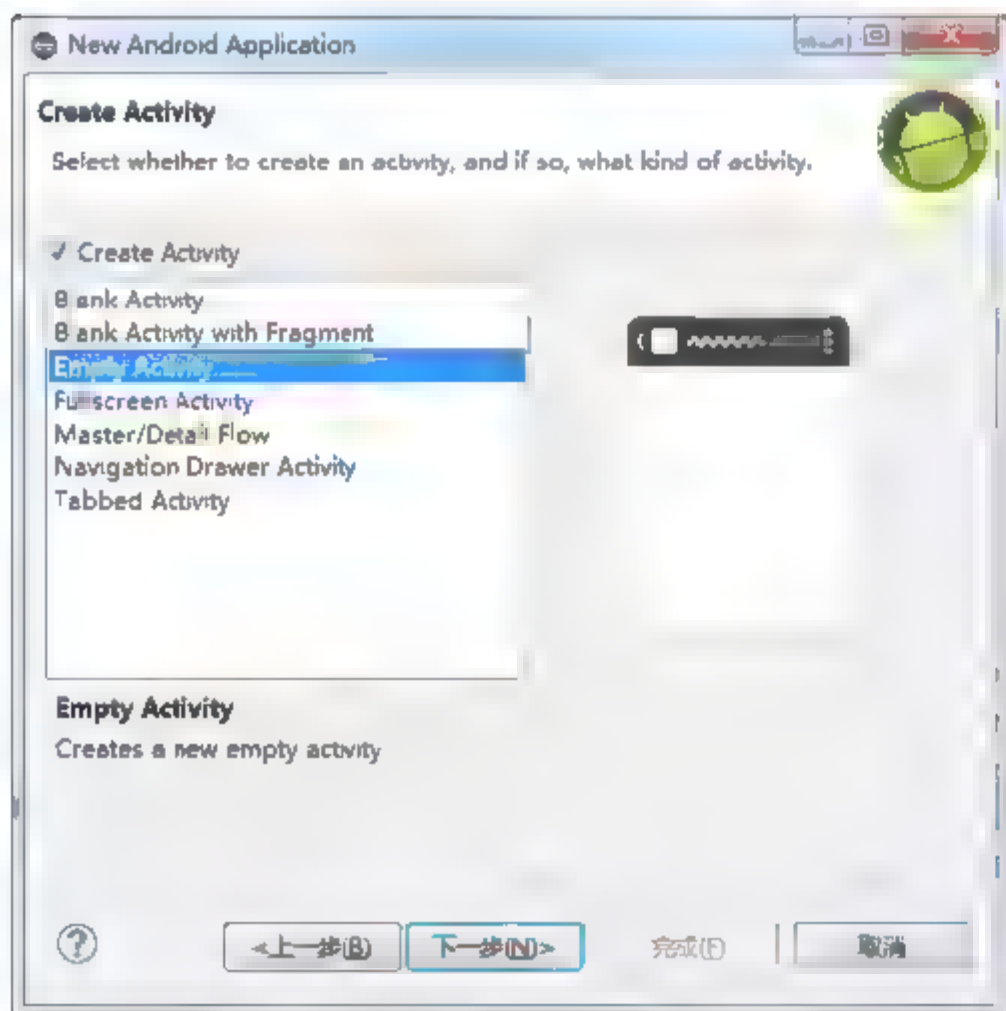 New Android Application
Create Activity
Select whether to create an activity, and if so, what kind of activity.
Create Activity
Blank Activity
Blank Activity with Fragment
Empty Activity
Fullscreen Activity
Master/Detail Flow
Navigation Drawer Activity
Tabbed Activity
Empty Activity
Creates a new empty activity
<上一步(B) 下一步(N)> 完成(F) 取消